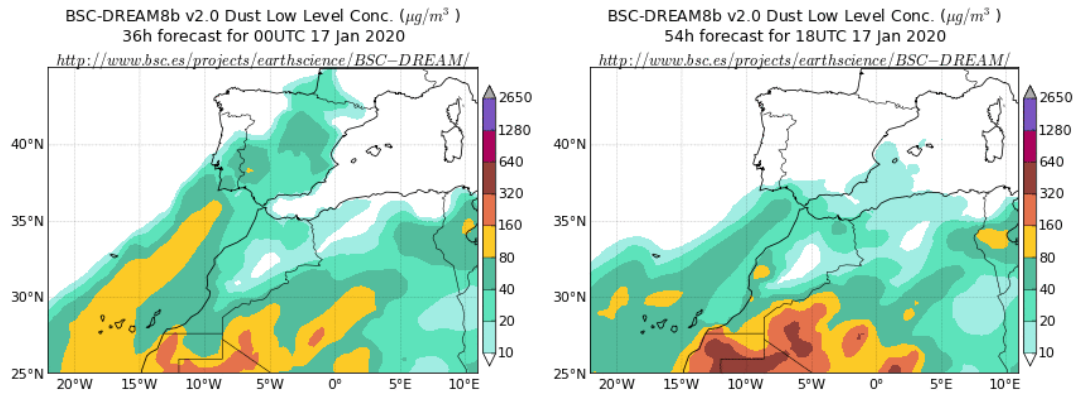 BSC-DREAM8b v2.0 Dust Low Level Conc. (μg/m³ )
36h forecast for 00UTC 17 Jan 2020
http://www.bsc.es/projects/earthscience/BSC−DREAM/
40°N
35°N
30°N
25°N
20°W
15°W
10°W
5°W
0°
5°E
10°E
2650
1280
640
320
160
80
40
20
10
BSC-DREAM8b v2.0 Dust Low Level Conc. (μg/m³ )
54h forecast for 18UTC 17 Jan 2020
http://www.bsc.es/projects/earthscience/BSC−DREAM/
40°N
35°N
30°N
25°N
20°W
15°W
10°W
5°W
0°
5°E
10°E
2650
1280
640
320
160
80
40
20
10